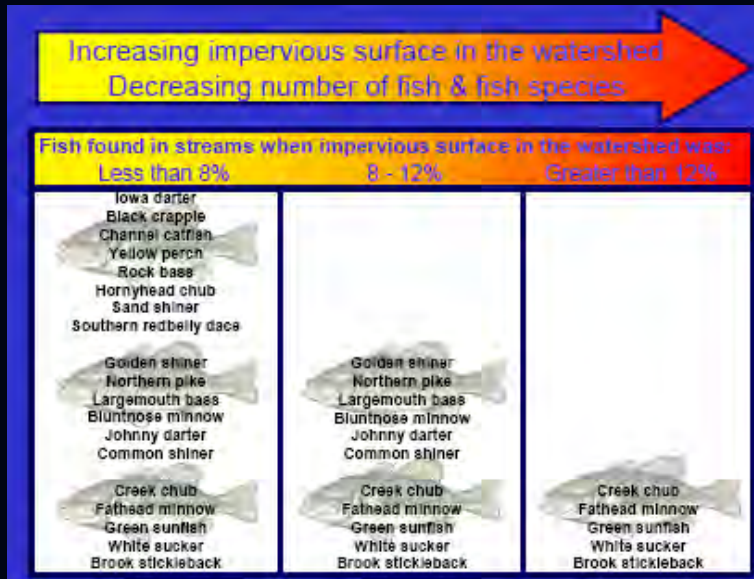 Increasing impervious surface in the watershed
Decreasing number of fish & fish species
Fish found in streams when impervious surface in the watershed was:
Less than 8%
8 - 12%
Greater than 12%
Iowa darter
Black crappie
Channel catfish
Yellow perch
Rock bass
Hornyhead chub
Sand shiner
Southern redbelly dace
Golden shiner
Northern pike
Largemouth bass
Bluntnose minnow
Johnny darter
Common shiner
Creek chub
Fathead minnow
Green sunfish
White sucker
Brook stickleback
Golden shiner
Northern pike
Largemouth bass
Bluntnose minnow
Johnny darter
Common shiner
Creek chub
Fathead minnow
Green sunfish
White sucker
Brook stickleback
Creek chub
Fathead minnow
Green sunfish
White sucker
Brook stickleback